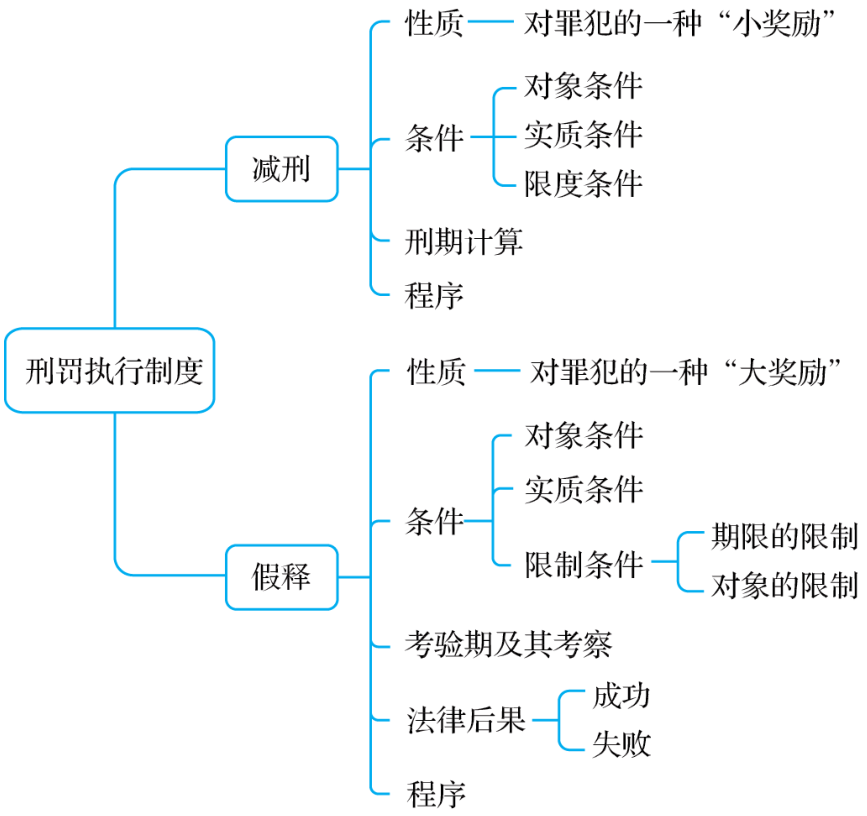 刑罚执行制度
减刑
性质
对罪犯的一种“小奖励”
条件
对象条件
实质条件
限度条件
刑期计算
程序
假释
性质
对罪犯的一种“大奖励”
条件
对象条件
实质条件
限制条件
期限的限制
对象的限制
考验期及其考察
法律后果
成功
失败
程序